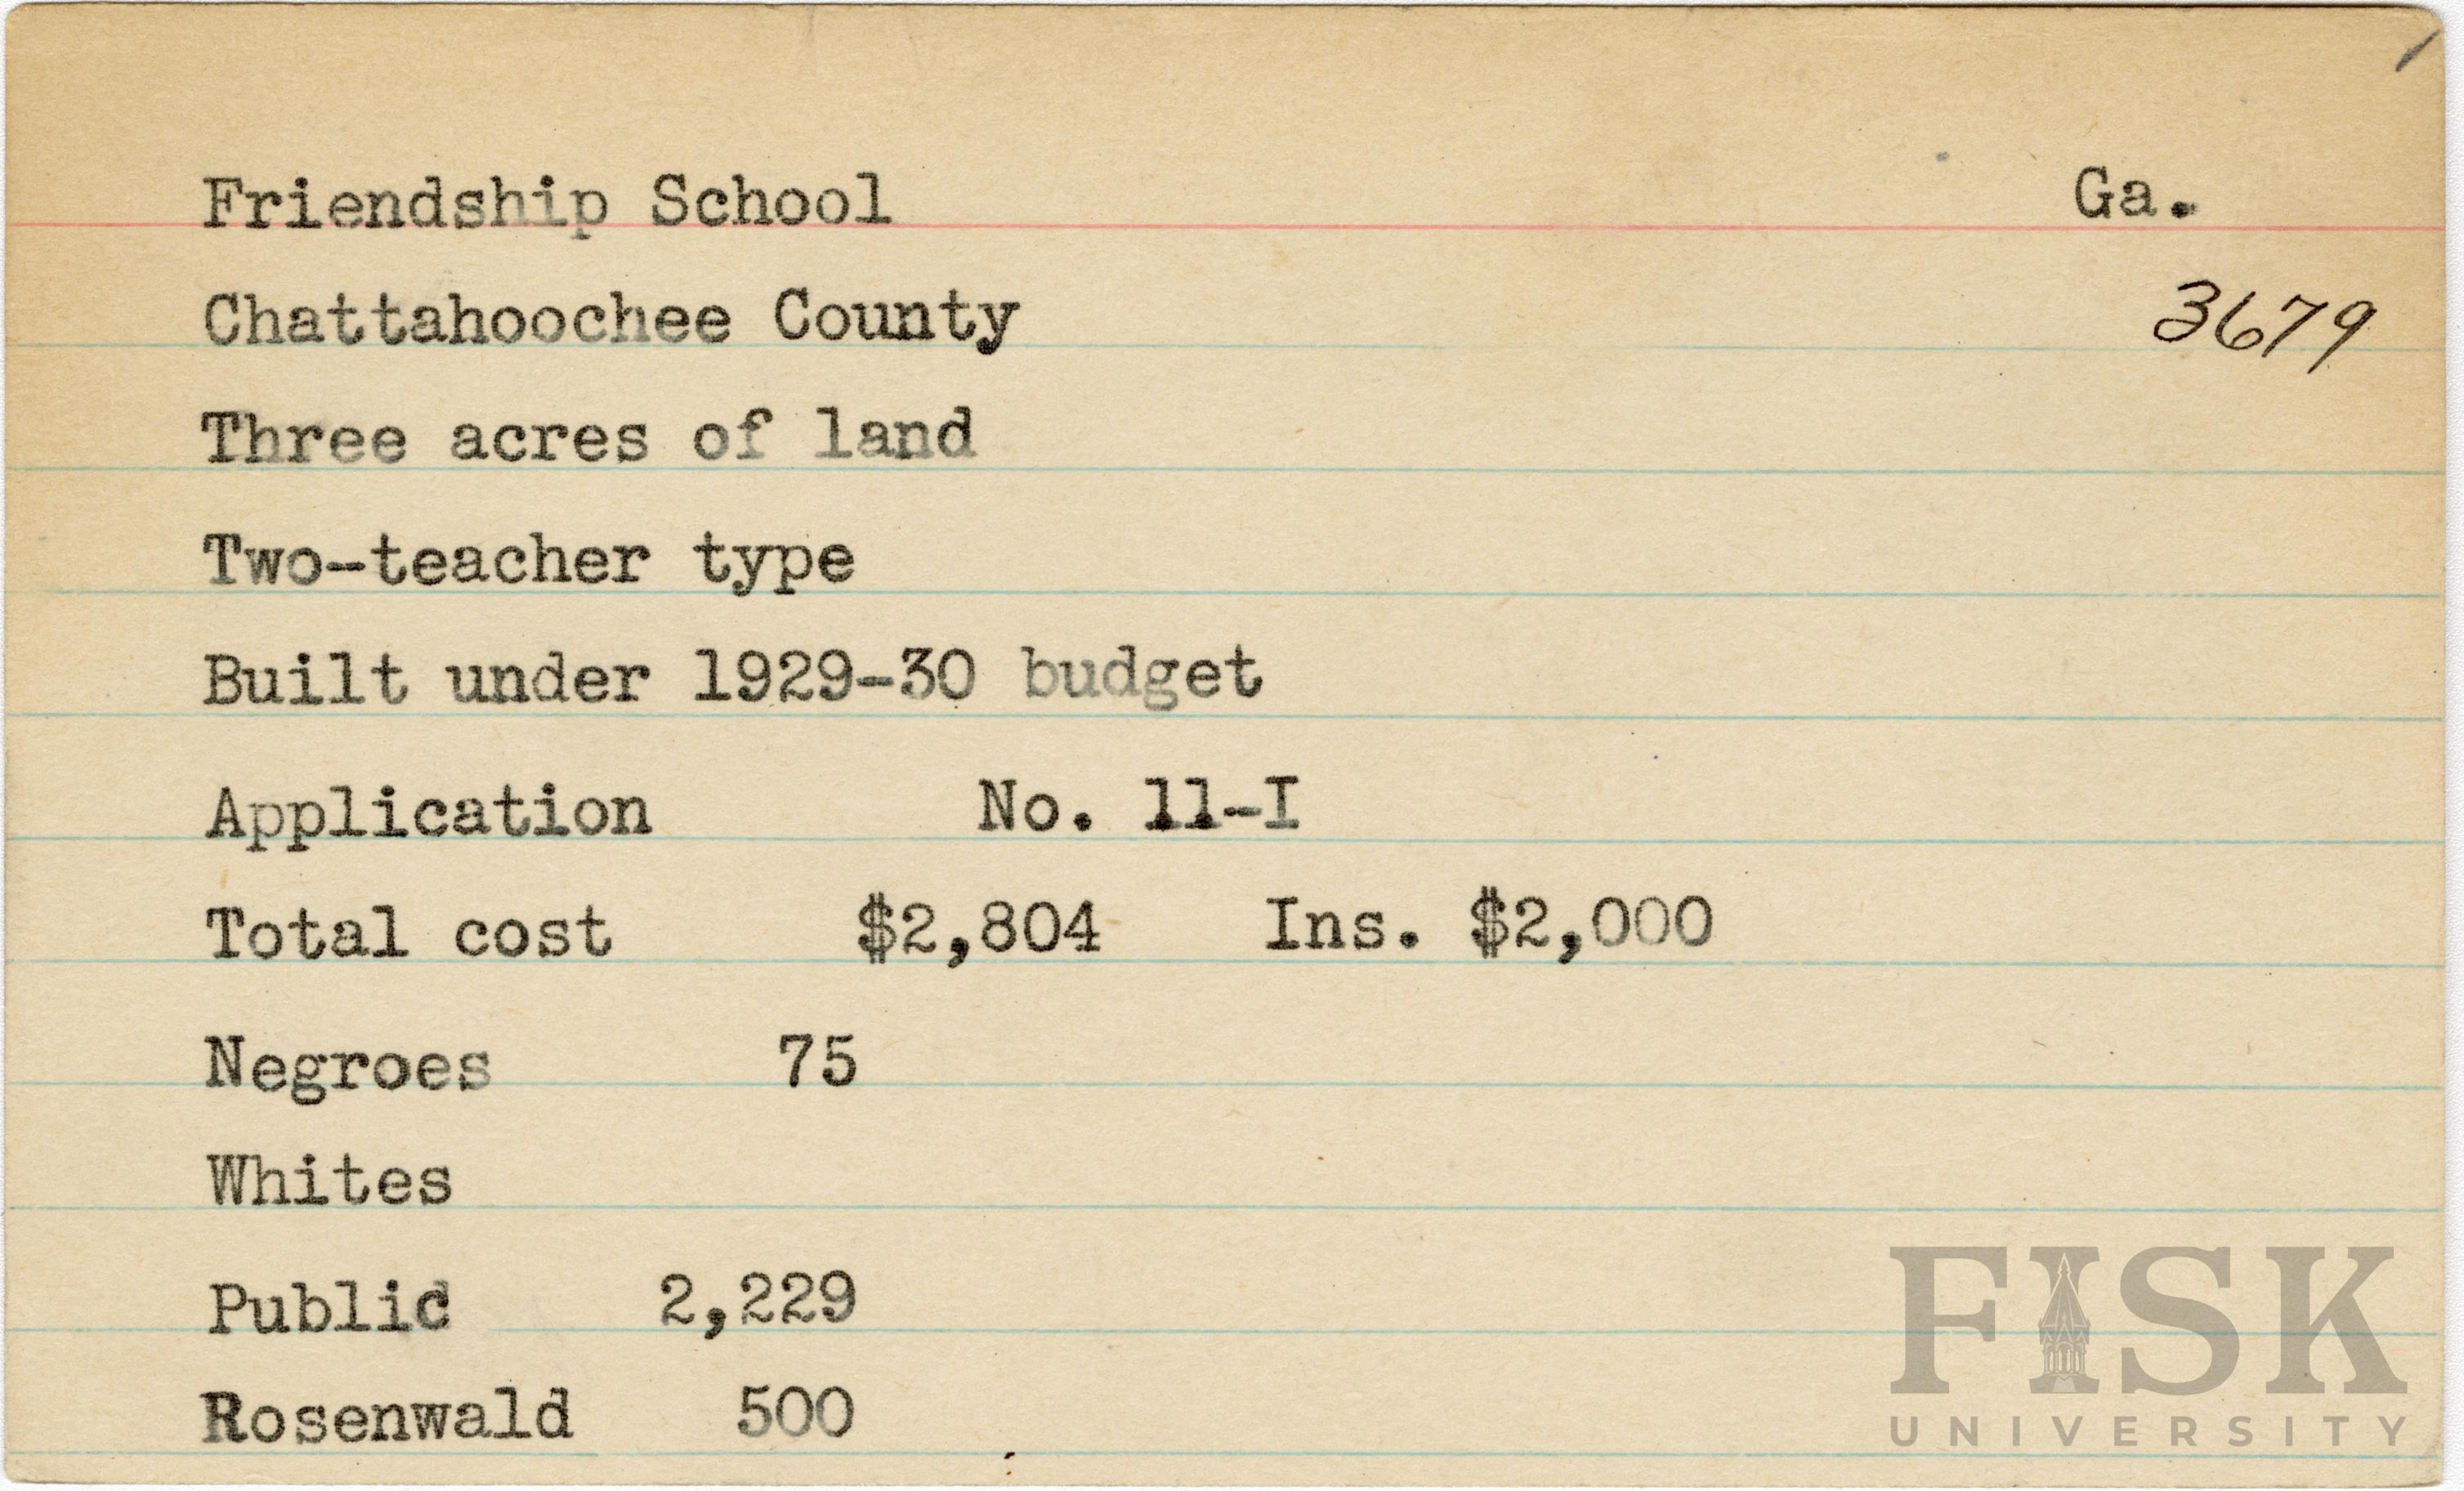 Friendship School Ga.
Chattahoochee County 3679
Three acres of land
Two-teacher type
Built under 1929-30 budget
Application No. 11-I
Total cost $2,804 Ins. $2,000
Negroes 75
Whites
Public 2,229
Rosenwald 500
FISK
UNIVERSITY